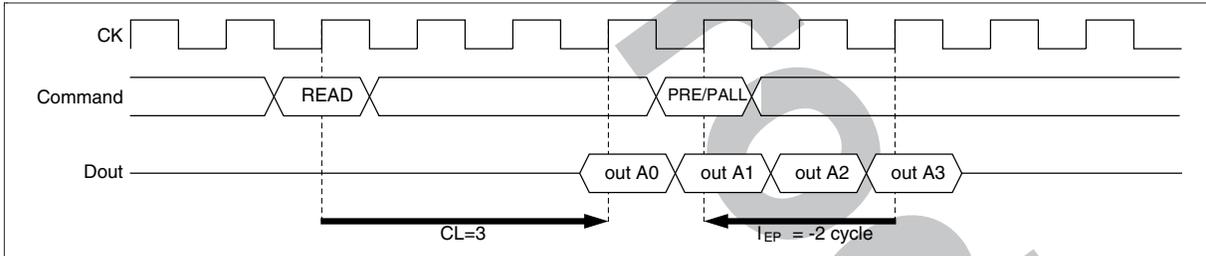 CK
Command READ PRE/PALL
Dout out A0 out A1 out A2 out A3
CL=3 lEP = -2 cycle